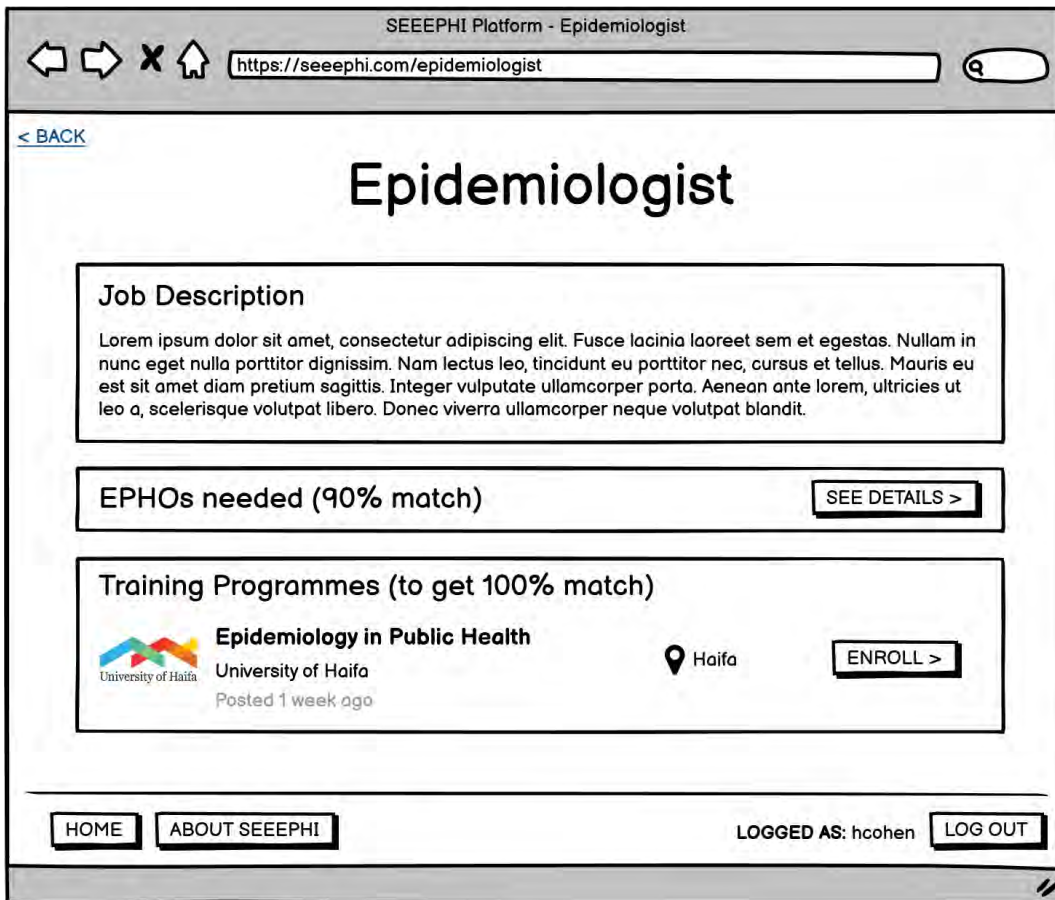 SEEEPHI Platform - Epidemiologist
https://seeephi.com/epidemiologist
< BACK
Epidemiologist
Job Description
Lorem ipsum dolor sit amet, consectetur adipiscing elit. Fusce lacinia laoreet sem et egestas. Nullam in
nunc eget nulla porttitor dignissim. Nam lectus leo, tincidunt eu porttitor nec, cursus et tellus. Mauris eu
est sit amet diam pretium sagittis. Integer vulputate ullamcorper porta. Aenean ante lorem, ultricies ut
leo a, scelerisque volutpat libero. Donec viverra ullamcorper neque volutpat blandit.
EPHOs needed (90% match)
SEE DETAILS >
Training Programmes (to get 100% match)
University of Haifa
Epidemiology in Public Health
University of Haifa
Posted 1 week ago
Haifa
ENROLL >
HOME
ABOUT SEEEPHI
LOGGED AS: hcohen
LOG OUT